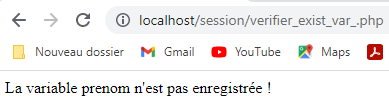 localhost/session/verifier_exist_var_.php
Nouveau dossier Gmail YouTube Maps
La variable prenom n'est pas enregistrée !